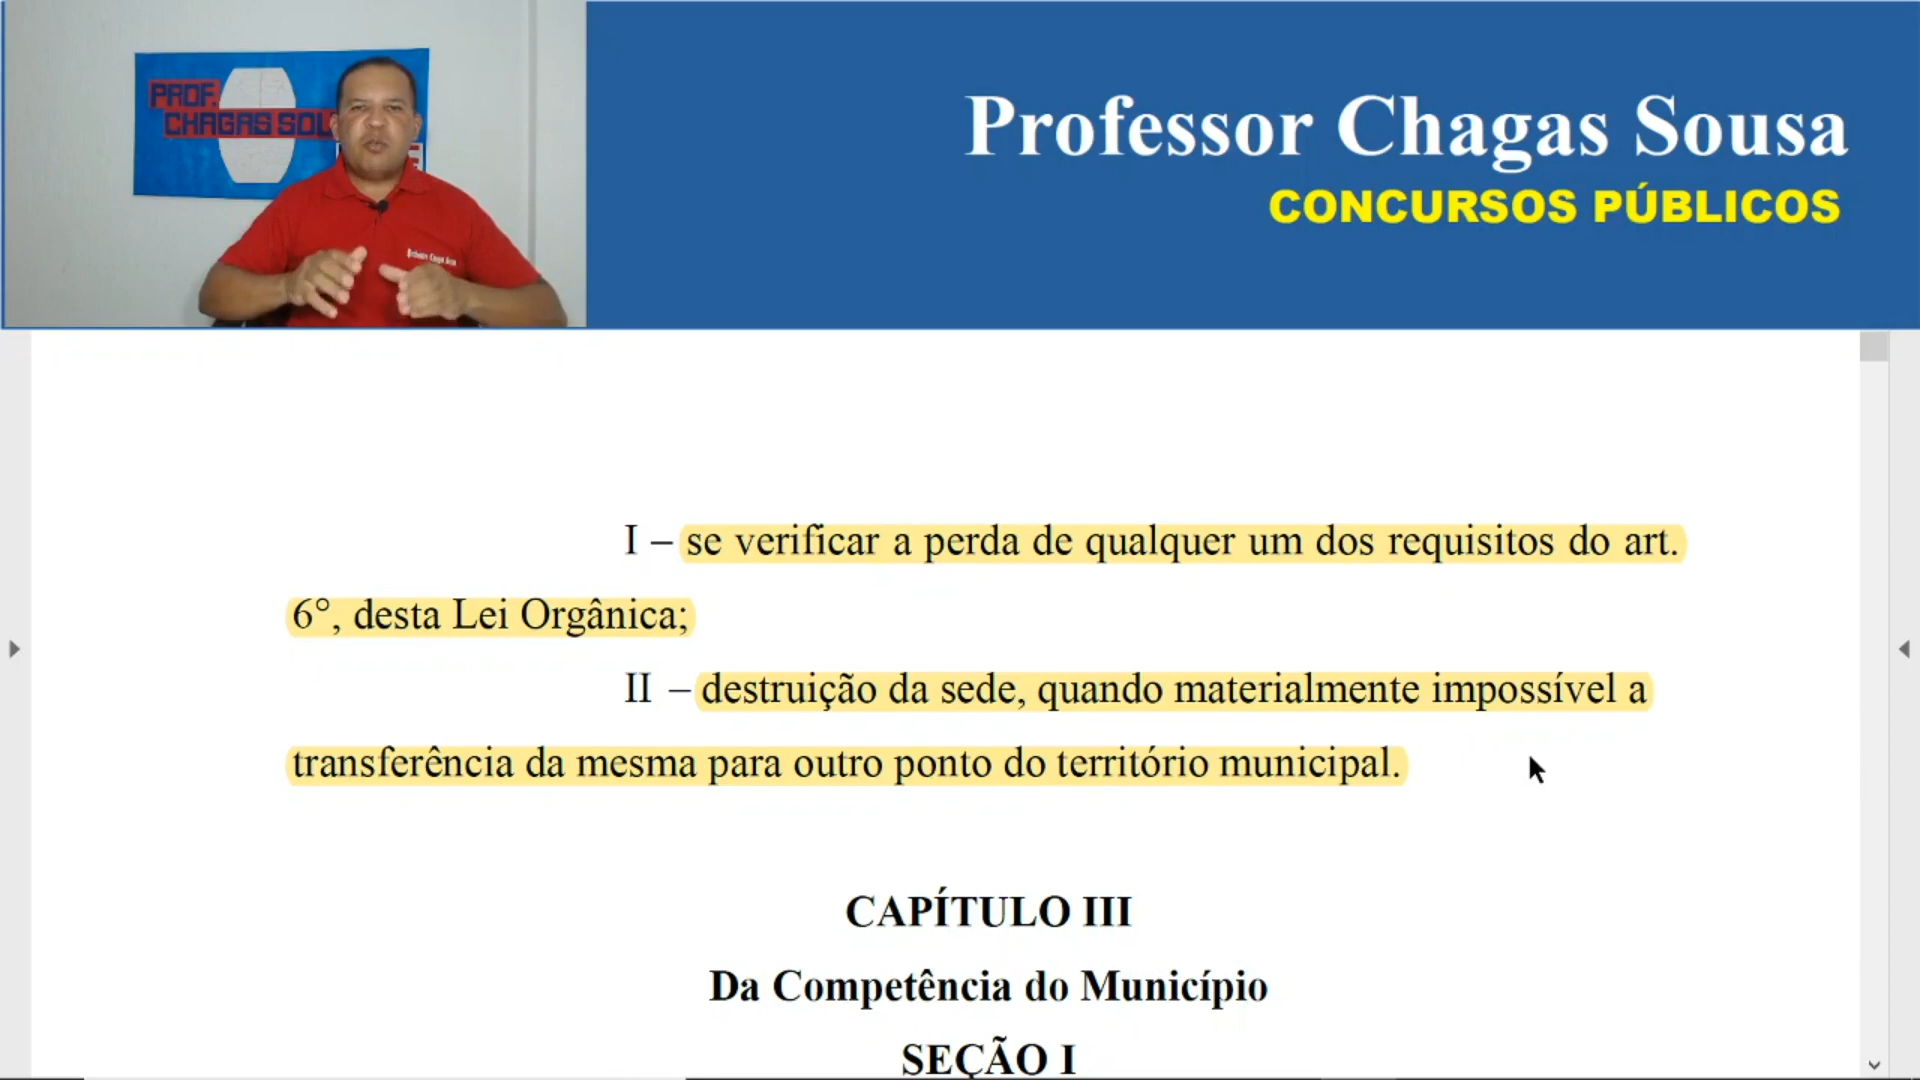 PROF.
CHAGAS SOU
Professor Chagas Sousa
CONCURSOS PÚBLICOS
I – se verificar a perda de qualquer um dos requisitos do art.
6°, desta Lei Orgânica;
II – destruição da sede, quando materialmente impossível a
transferência da mesma para outro ponto do território municipal.
CAPÍTULO III
Da Competência do Município
SEÇÃO I